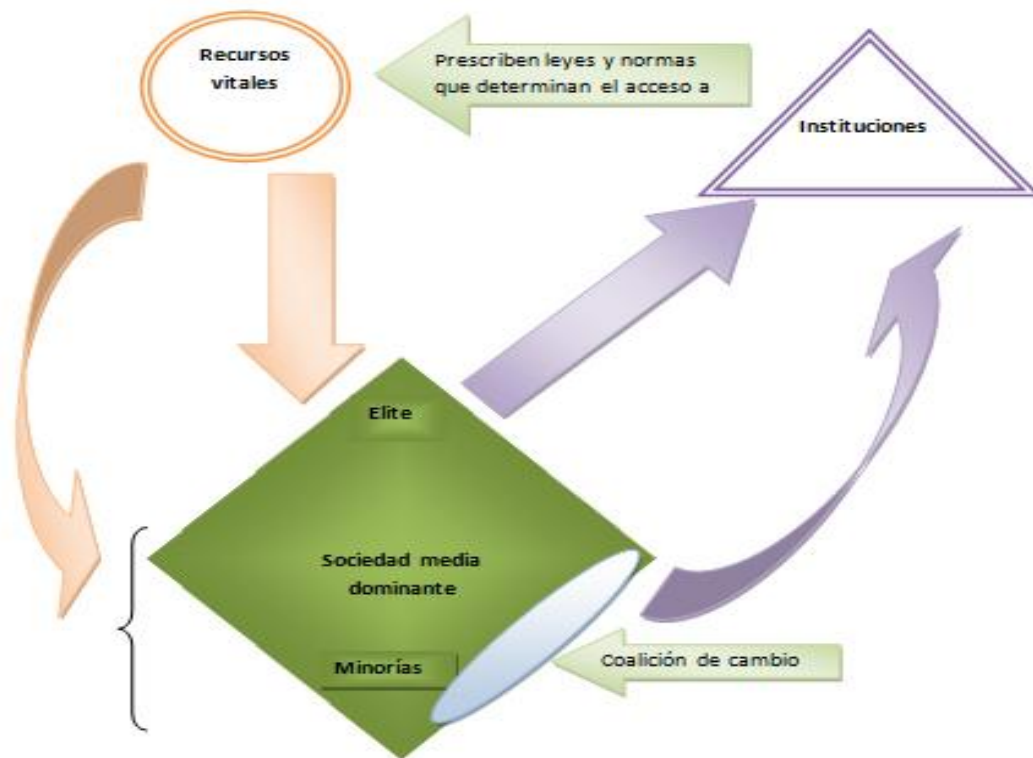 Recursos
vitales
Prescriben leyes y normas
que determinan el acceso a
Instituciones
Elite
Sociedad media
dominante
Minorías
Coalición de cambio